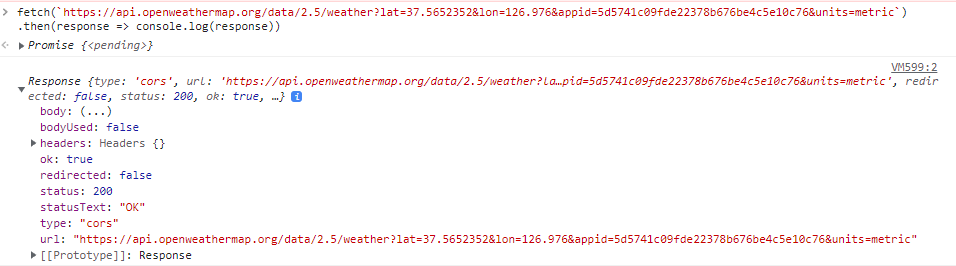 > fetch(`https://api.openweathermap.org/data/2.5/weather?lat=37.5652352&lon=126.976&appid=5d5741c09fde22378b676be4c5e10c76&units=metric`)
.then(response => console.log(response))
Promise {<pending>}
VM599:2
Response {type: 'cors', url: 'https://api.openweathermap.org/data/2.5/weather?la…pid=5d5741c09fde22378b676be4c5e10c76&units=metric', redir
ected: false, status: 200, ok: true, …} i
body: (...)
bodyUsed: false
headers: Headers {}
ok: true
redirected: false
status: 200
statusText: "OK"
type: "cors"
url: "https://api.openweathermap.org/data/2.5/weather?lat=37.5652352&lon=126.976&appid=5d5741c09fde22378b676be4c5e10c76&units=metric"
[[Prototype]]: Response